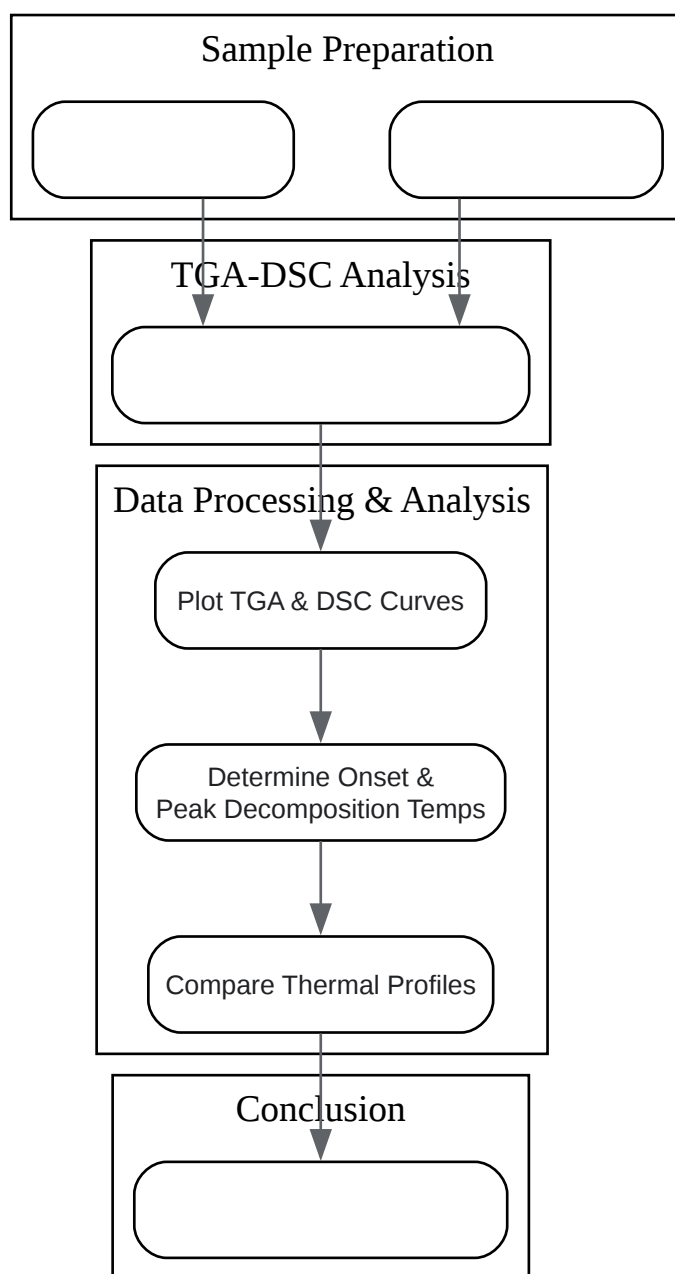 Sample Preparation
TGA-DSC Analysis
Data Processing & Analysis
Plot TGA & DSC Curves
Determine Onset &
Peak Decomposition Temps
Compare Thermal Profiles
Conclusion